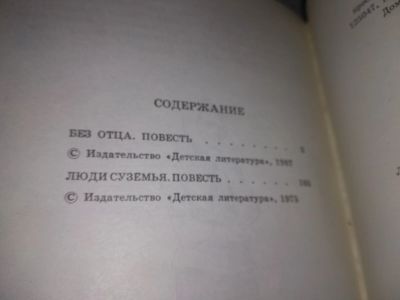 СОДЕРЖАНИЕ
БЕЗ ОТЦА. ПОВЕСТЬ . . . . . . . .
© Издательство «Детская литература»,
ЛЮДИ СУЗЕМЬЯ. ПОВЕСТЬ . . . . . .
© Издательство «Детская литература», 1973